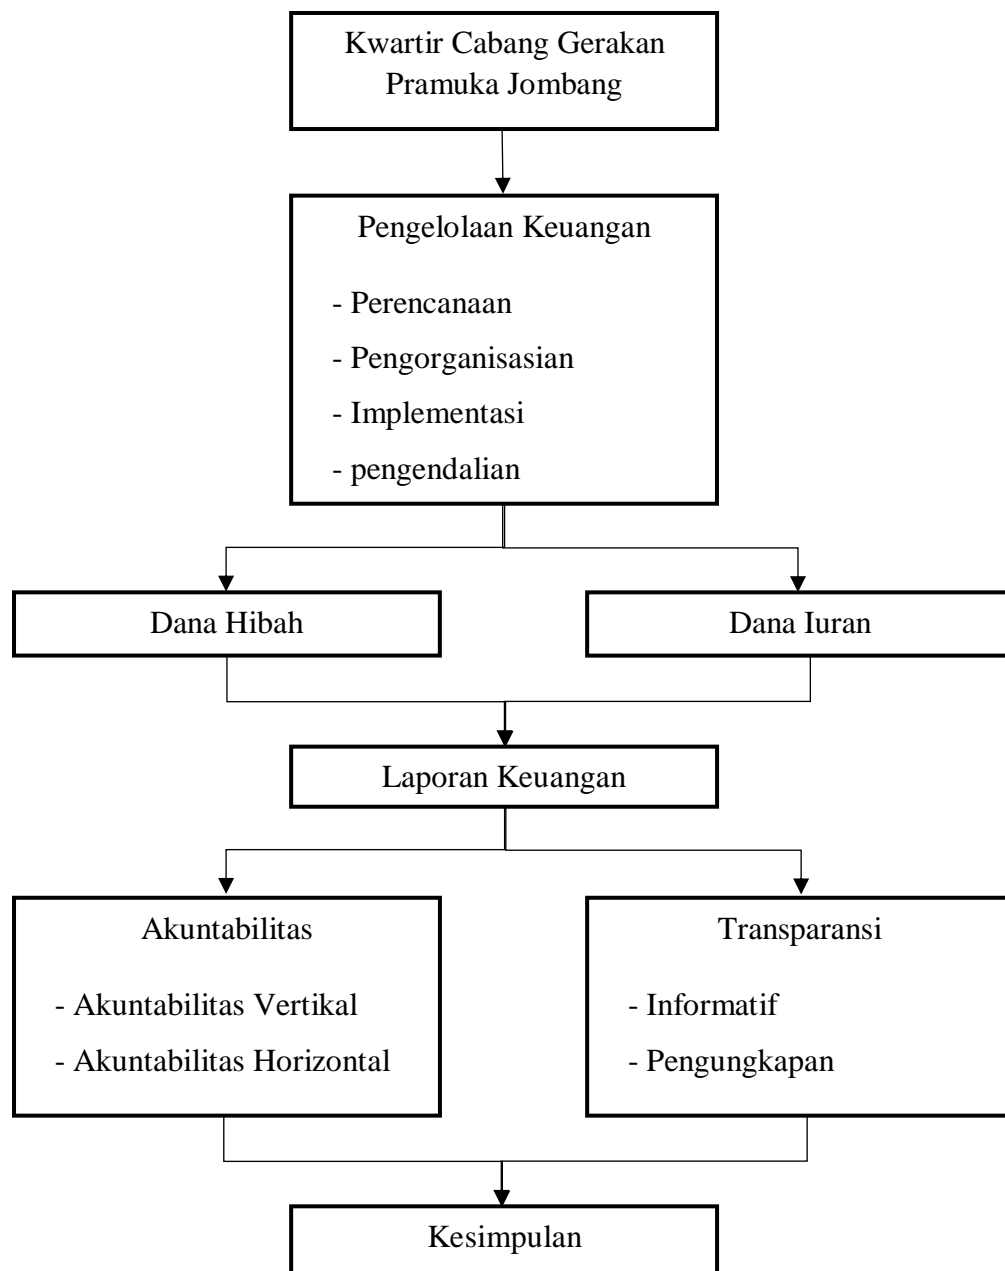 Kwartir Cabang Gerakan
Pramuka Jombang
Pengelolaan Keuangan
- Perencanaan
- Pengorganisasian
- Implementasi
- pengendalian
Dana Hibah
Dana Iuran
Laporan Keuangan
Akuntabilitas
- Akuntabilitas Vertikal
- Akuntabilitas Horizontal
Transparansi
- Informatif
- Pengungkapan
Kesimpulan